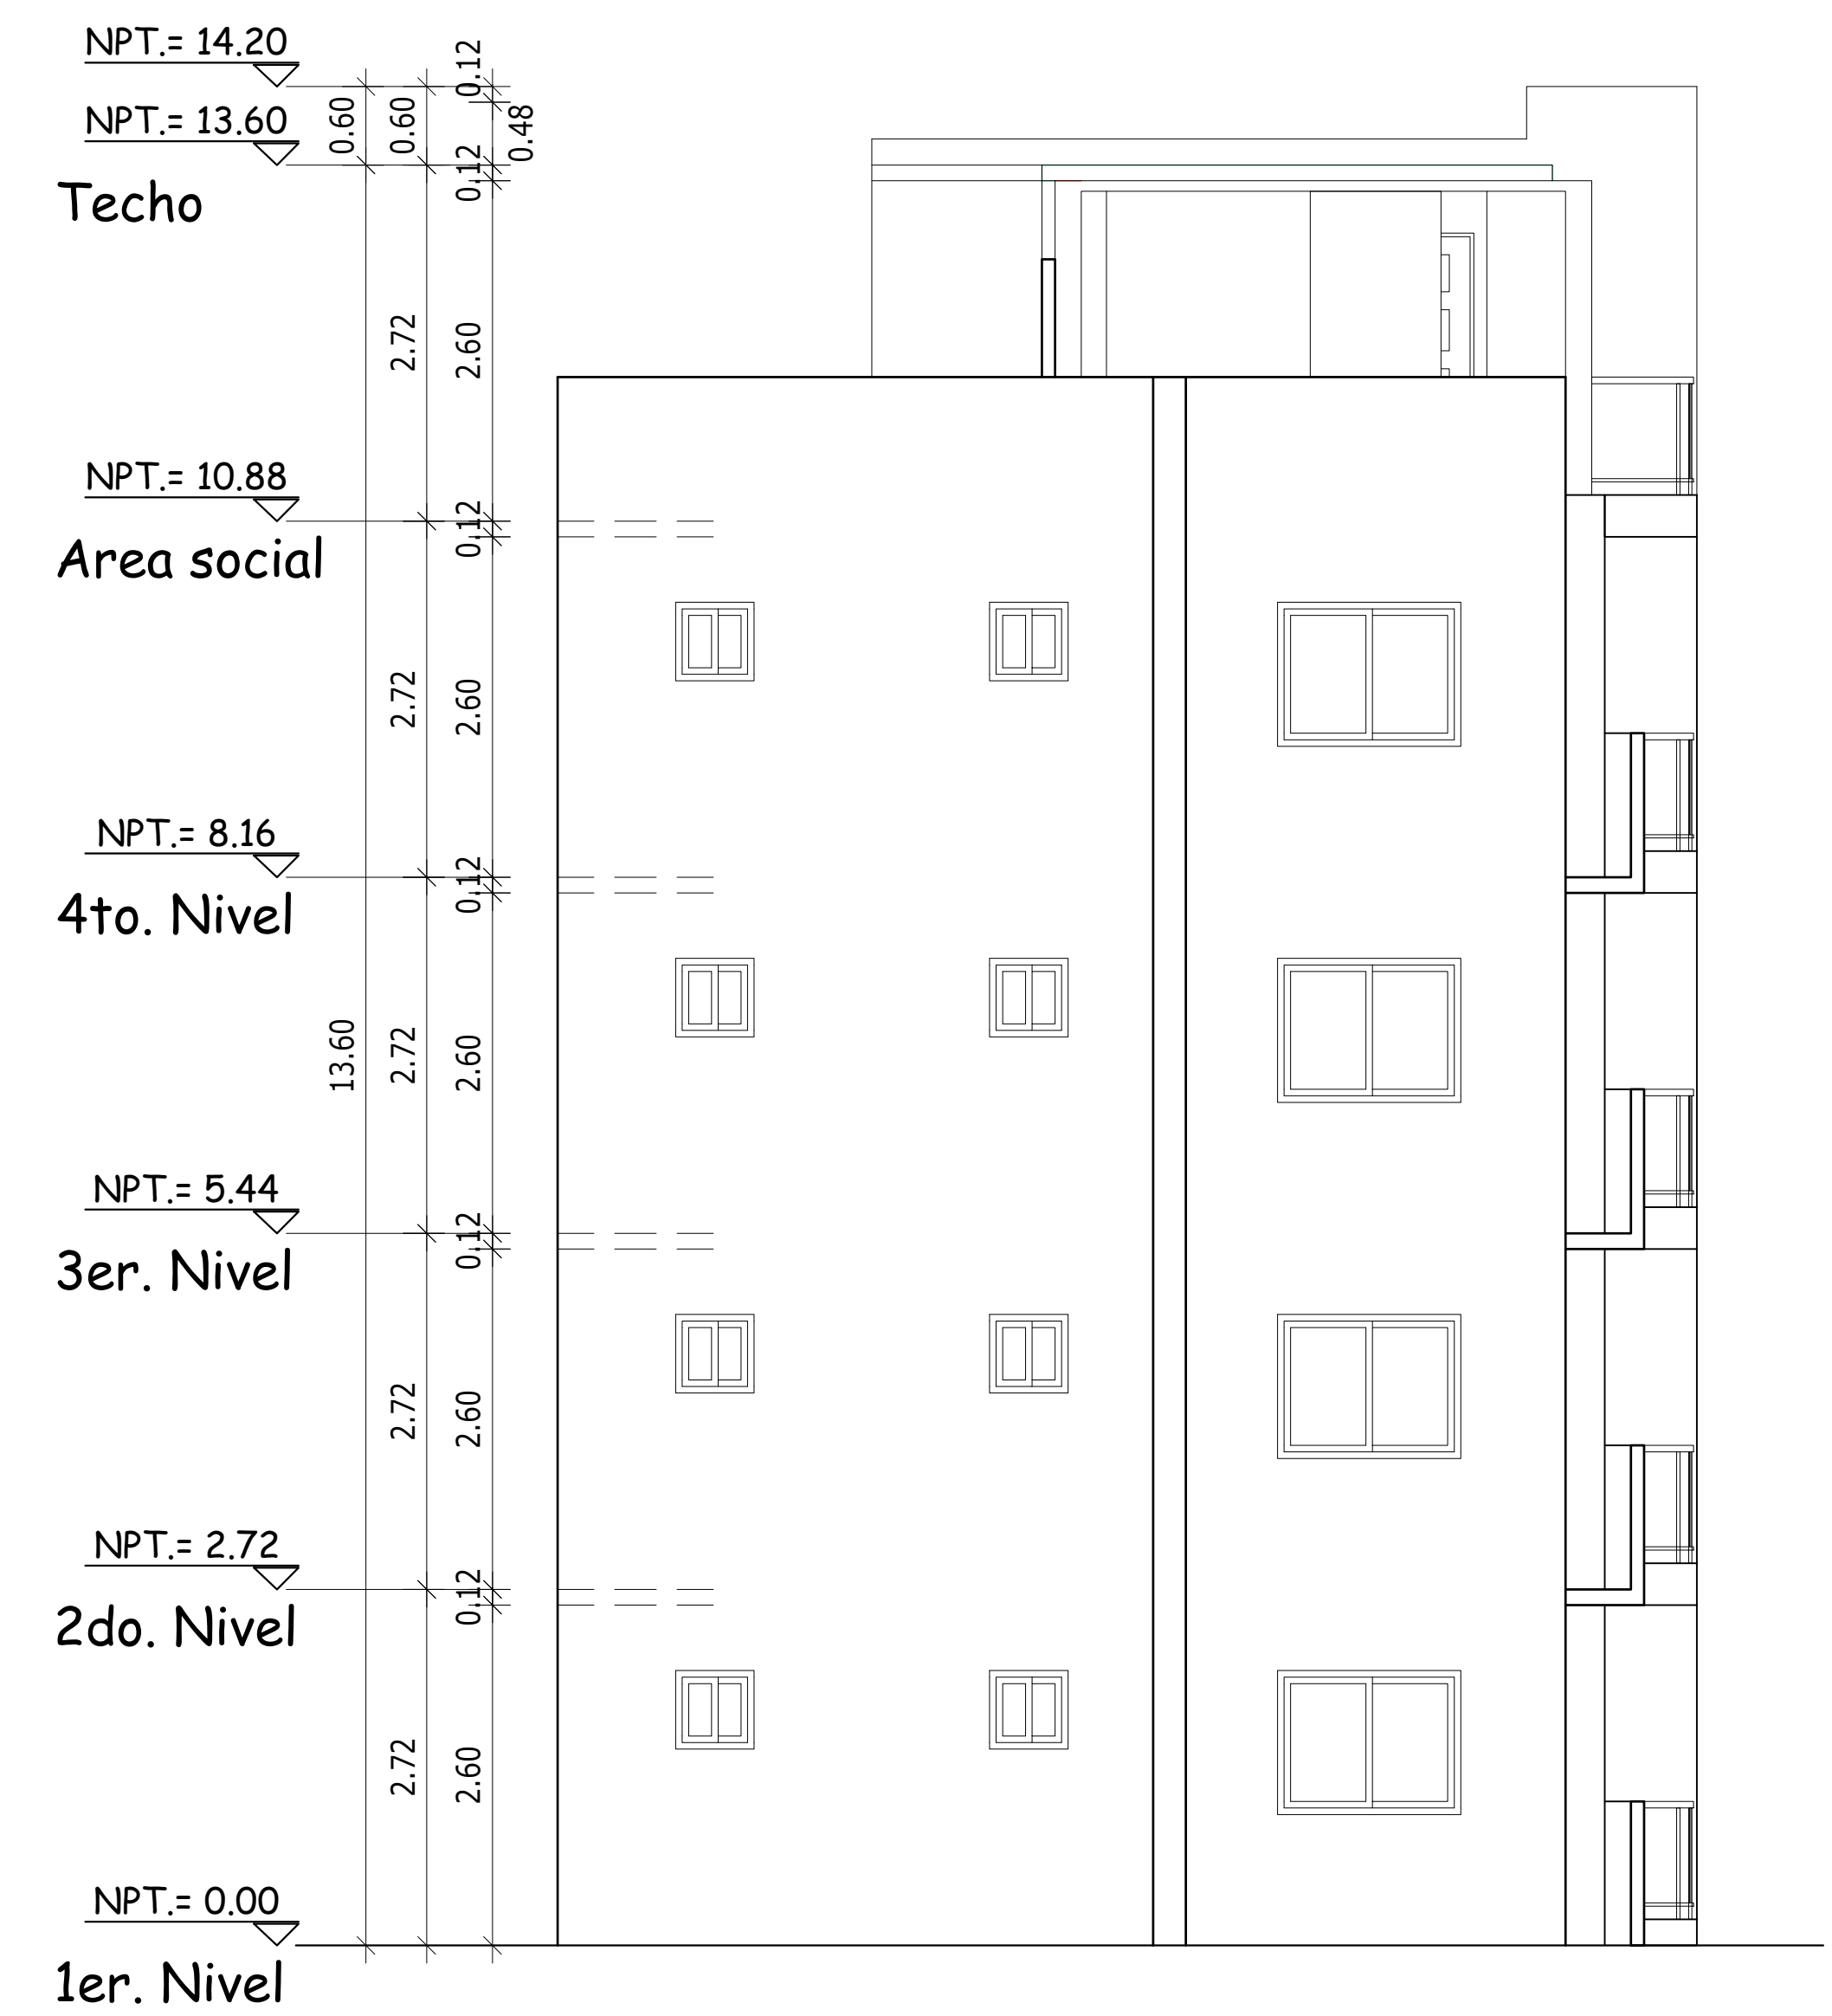 NPT.= 14.20
0.12
NPT.= 13.60
0.60
0.60
0.48
0.12
Techo
2.72
2.60
NPT.= 10.88
0.12
Area social
2.72
2.60
NPT.= 8.16
0.12
4to. Nivel
13.60
2.72
2.60
NPT.= 5.44
0.12
3er. Nivel
2.72
2.60
NPT.= 2.72
0.12
2do. Nivel
2.72
2.60
NPT.= 0.00
1er. Nivel